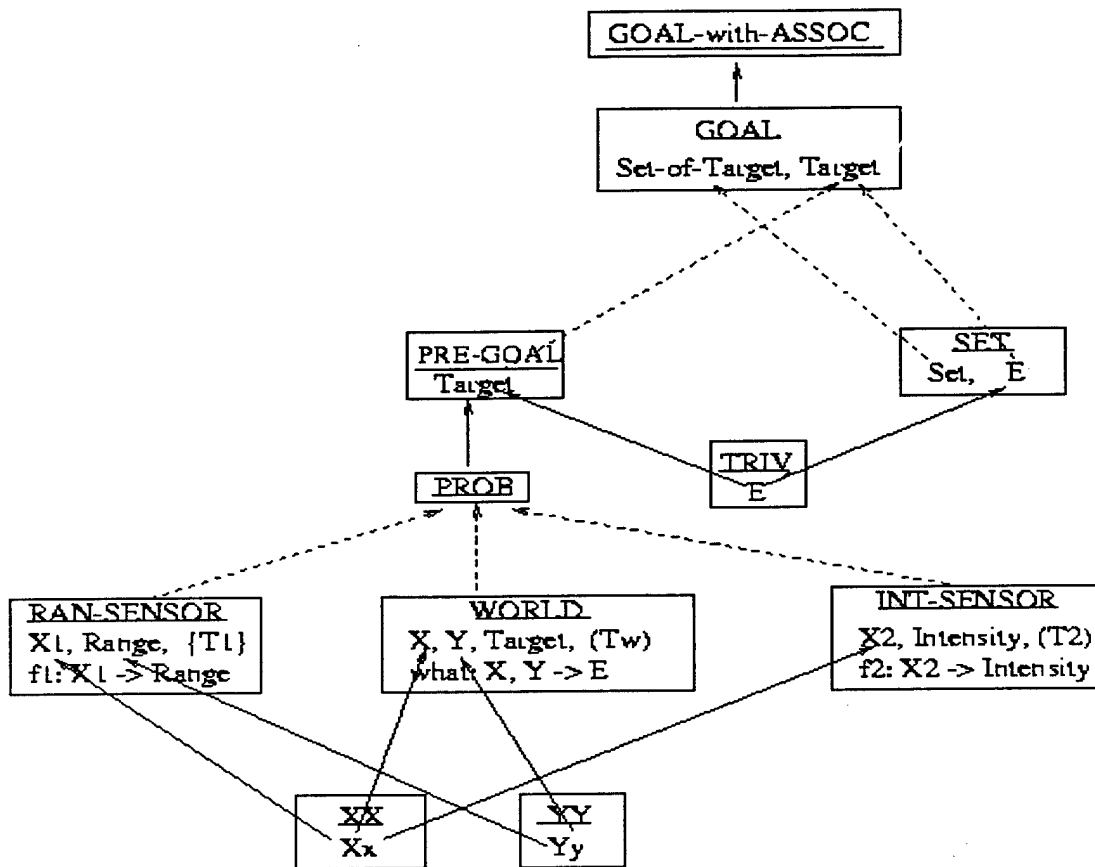 GOAL-with-ASSOC
GOAL
Set-of-Target, Target
PRE-GOAL
Target
SET
Set, E
TRIV
E
PROB
RAN-SENSOR
X1, Range, {T1}
f1: X1 -> Range
WORLD
X, Y, Target, (Tw)
what: X, Y -> E
INT-SENSOR
X2, Intensity, (T2)
f2: X2 -> Intensity
XX
Xx
YY
Yy